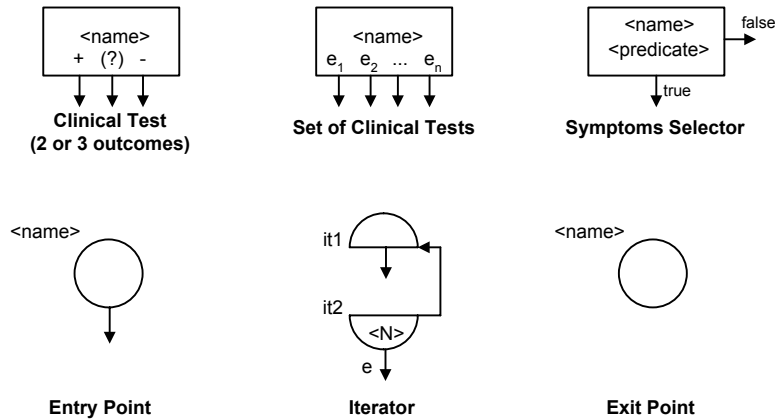 <name>
+ (?) -
Clinical Test
(2 or 3 outcomes)
<name>
e1 e2 ... en
Set of Clinical Tests
<name>
<predicate>
false
true
Symptoms Selector
<name>
Entry Point
it1
it2
<N>
e
Iterator
<name>
Exit Point